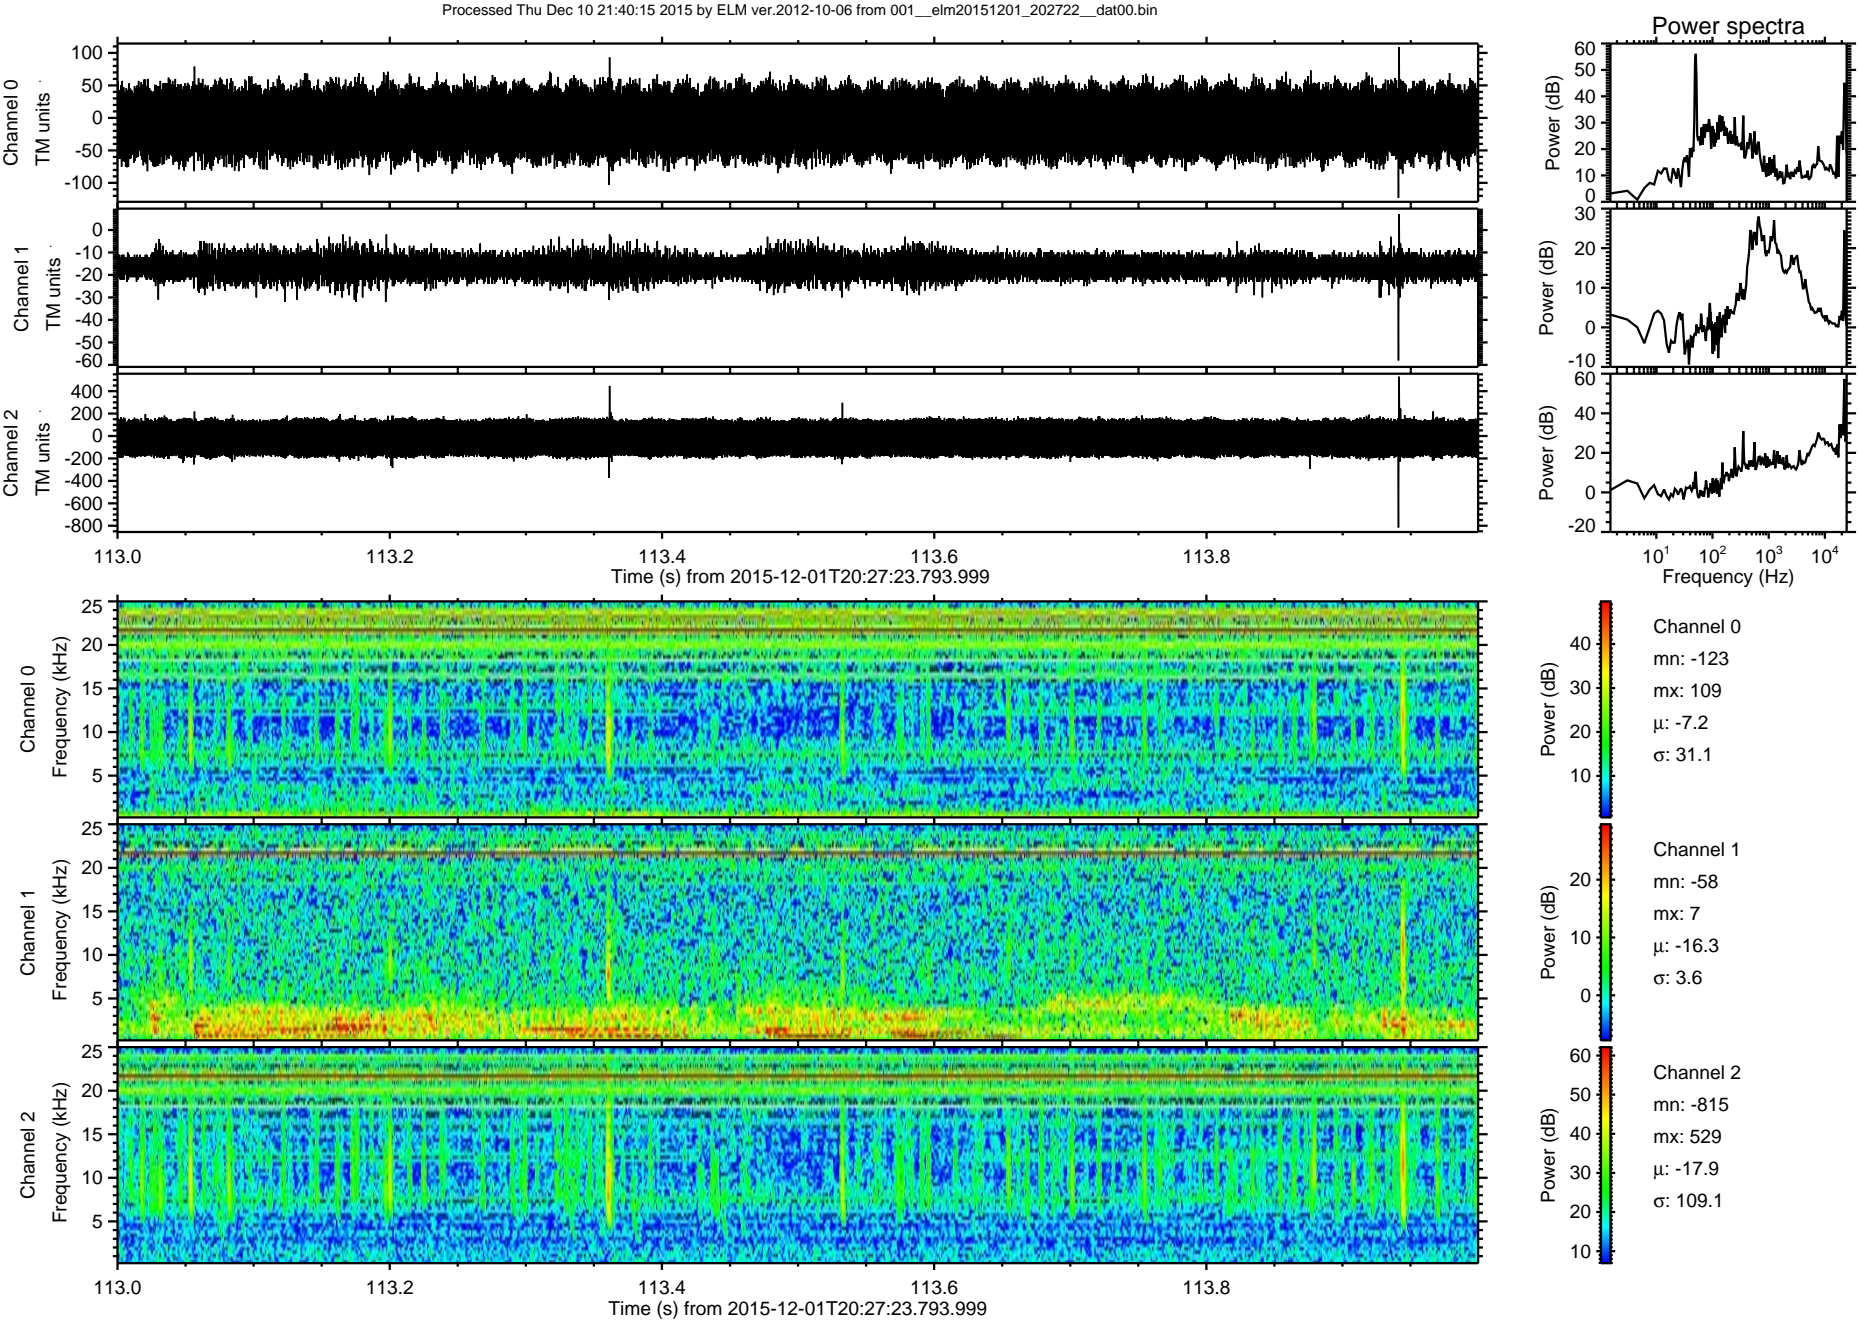 Processed Thu Dec 10 21:40:15 2015 by ELM ver.2012-10-06 from 001__elm20151201_202722__dat00.bin
Power spectra
Channel 0
TM units
100
50
0
-50
-100
Power (dB)
60
50
40
30
20
10
0
Channel 1
TM units
0
-10
-20
-30
-40
-50
-60
Power (dB)
30
20
10
0
-10
Channel 2
TM units
400
200
0
-200
-400
-600
-800
Power (dB)
60
40
20
0
-20
113.0 113.2 113.4 113.6 113.8
Time (s) from 2015-12-01T20:27:23.793.999
10^1 10^2 10^3 10^4
Frequency (Hz)
Channel 0
Frequency (kHz)
25
20
15
10
5
Power (dB)
40
30
20
10
Channel 0
mn: -123
mx: 109
μ: -7.2
σ: 31.1
Channel 1
Frequency (kHz)
25
20
15
10
5
Power (dB)
20
10
0
Channel 1
mn: -58
mx: 7
μ: -16.3
σ: 3.6
Channel 2
Frequency (kHz)
25
20
15
10
5
Power (dB)
60
50
40
30
20
10
Channel 2
mn: -815
mx: 529
μ: -17.9
σ: 109.1
113.0 113.2 113.4 113.6 113.8
Time (s) from 2015-12-01T20:27:23.793.999